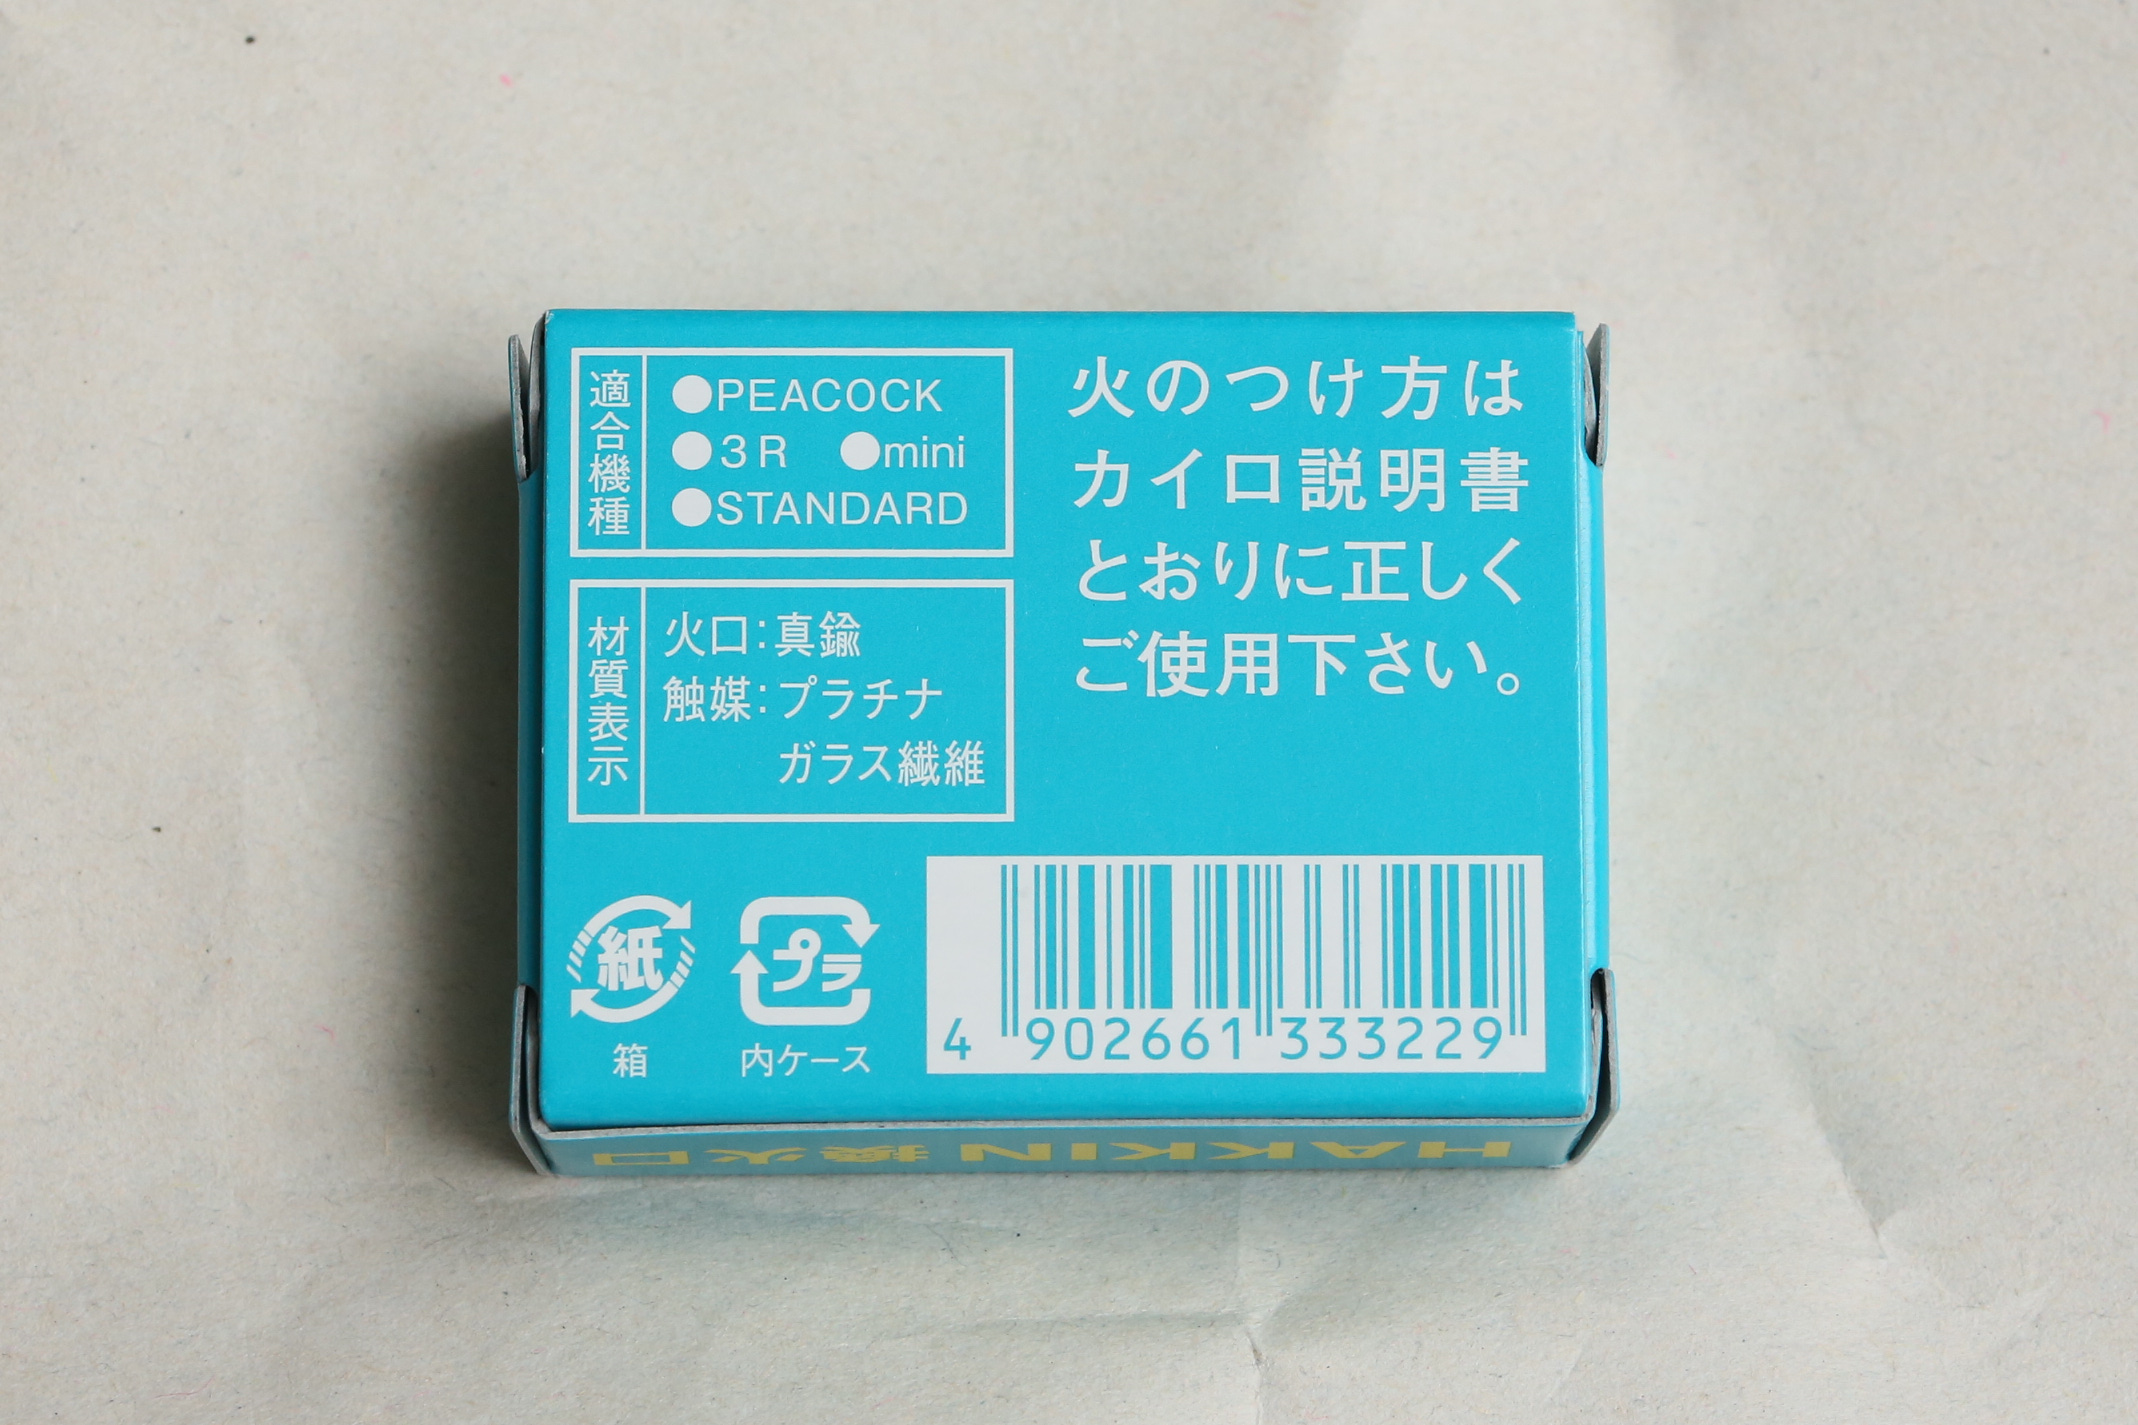 適合機種
●PEACOCK
●3R ●mini
●STANDARD
材質表示
火口：真鍮
触媒：プラチナ
ガラス繊維
火のつけ方は
カイロ説明書
とおりに正しく
ご使用下さい。
紙
箱
プラ
内ケース
4 902661 333229
HAKKIN 換火口